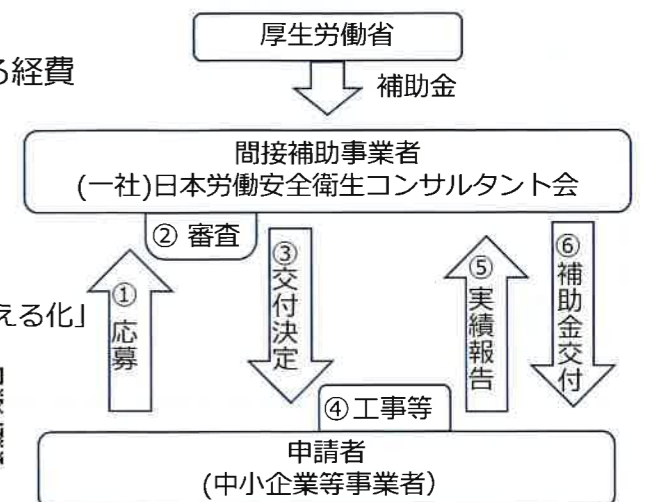 厚生労働省
る経費
補助金
間接補助事業者
(一社)日本労働安全衛生コンサルタント会
② 審査
①応募
③交付決定
⑤実績報告
⑥補助金交付
える化」
④工事等
申請者
(中小企業等事業者)